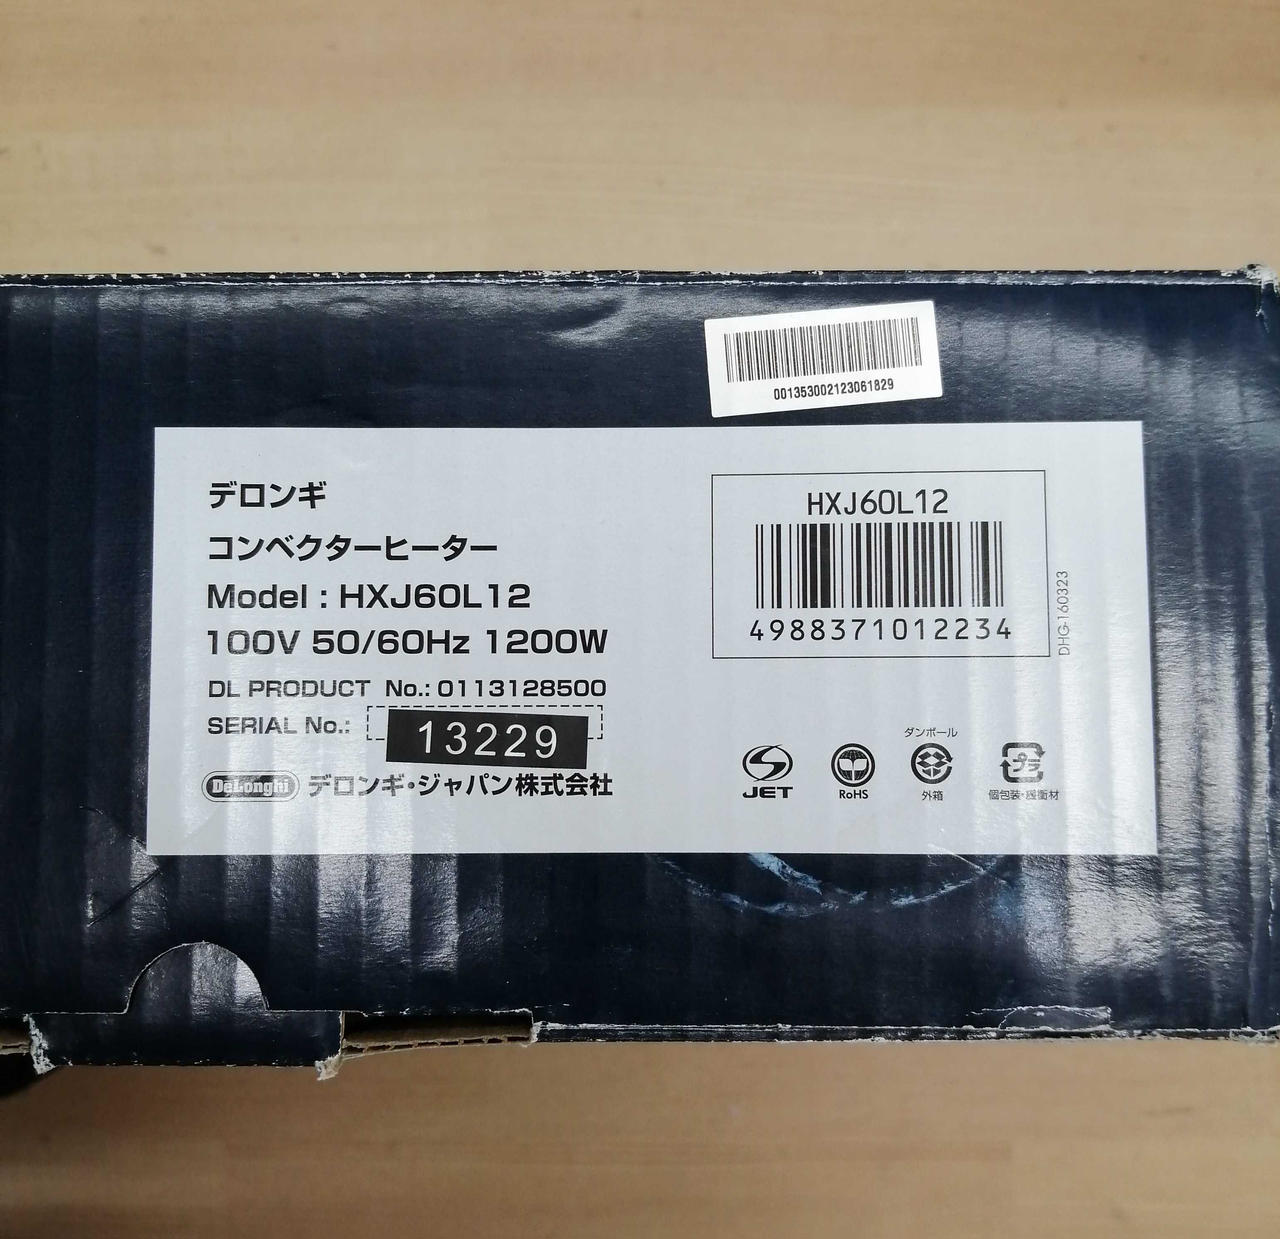 001353002123061829
デロンギ
コンベクターヒーター
Model : HXJ60L12
100V 50/60Hz 1200W
DL PRODUCT No.: 0113128500
SERIAL No.: 13229
DeLonghi デロンギ・ジャパン株式会社
HXJ60L12
4988371012234
DHG-160323
JET
RoHS
ダンボール
外箱
プラ
個包装・緩衝材